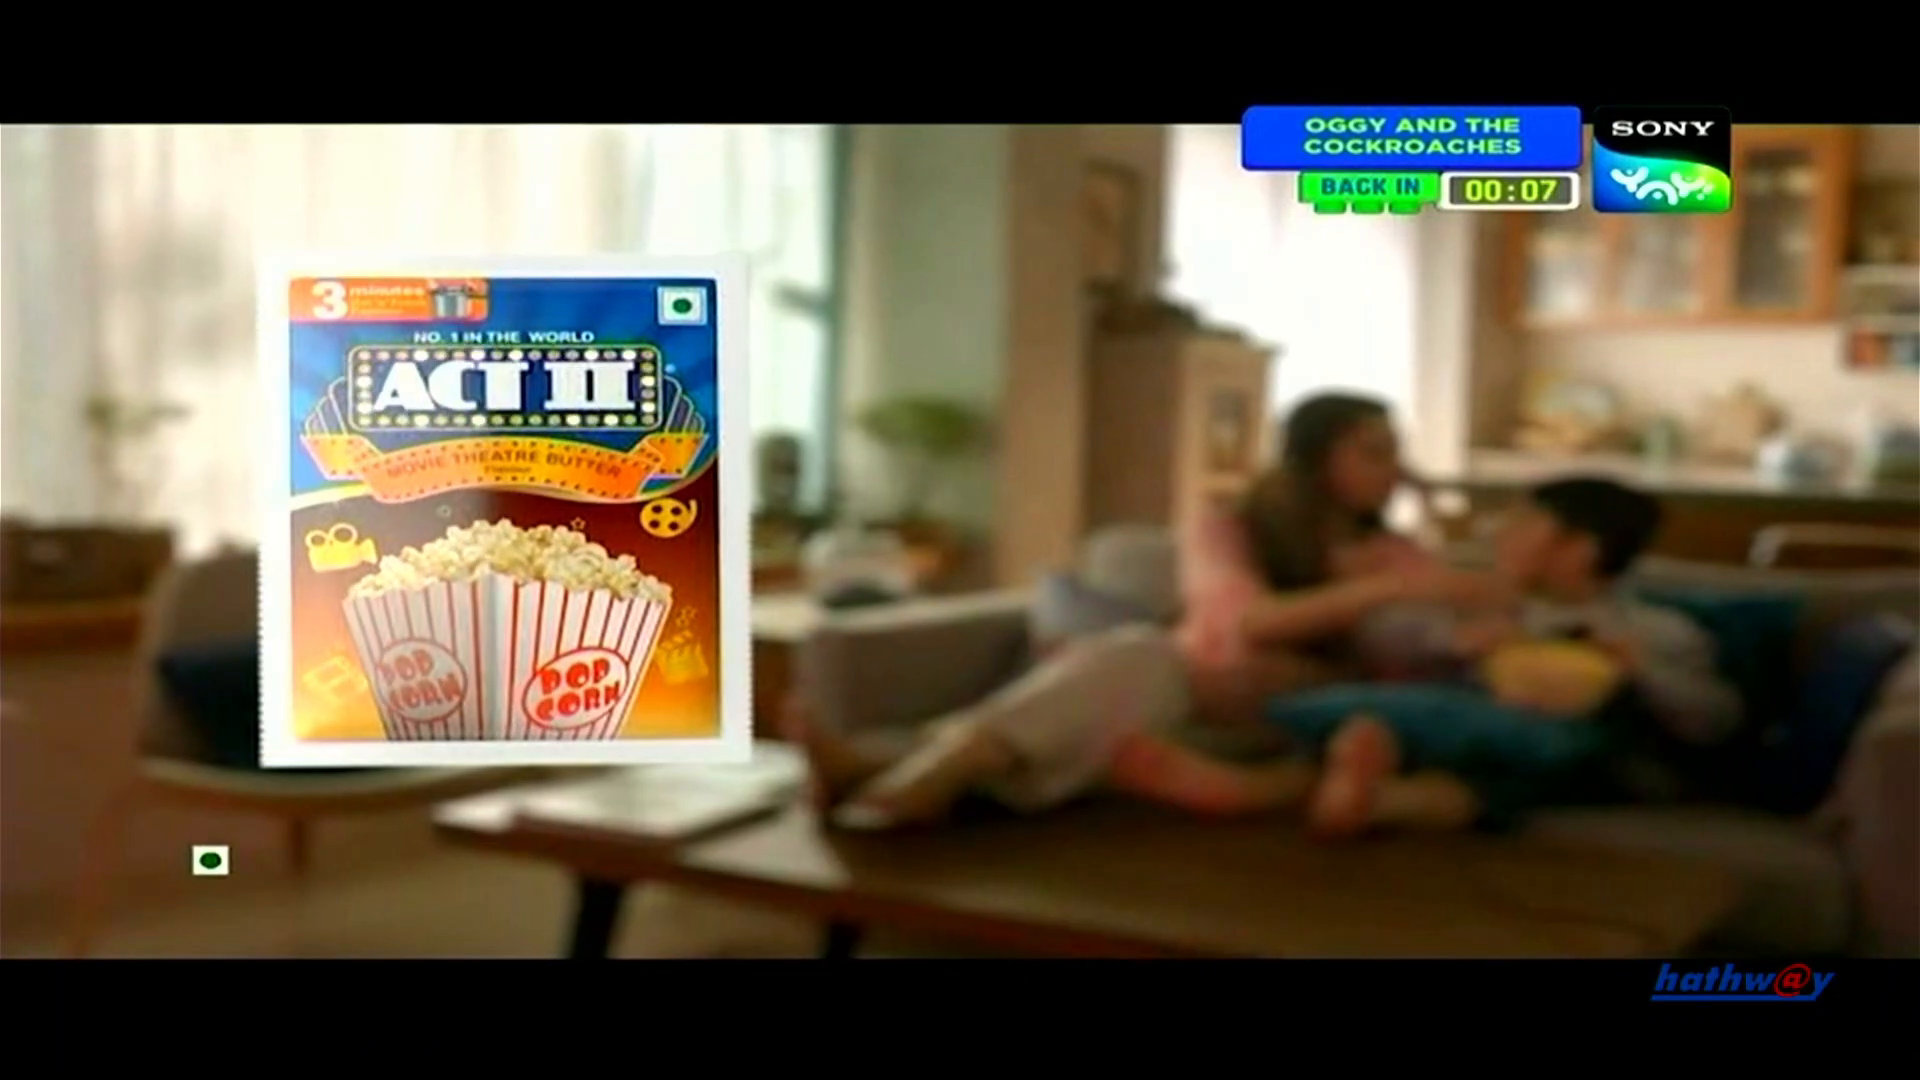 OGGY AND THE
COCKROACHES
BACK IN 00:07
SONY
3 minutes
NO. 1 IN THE WORLD
ACT II
MOVIE THEATRE BUTTER
Flavour
POP
CORN
POP
CORN
hathw@y